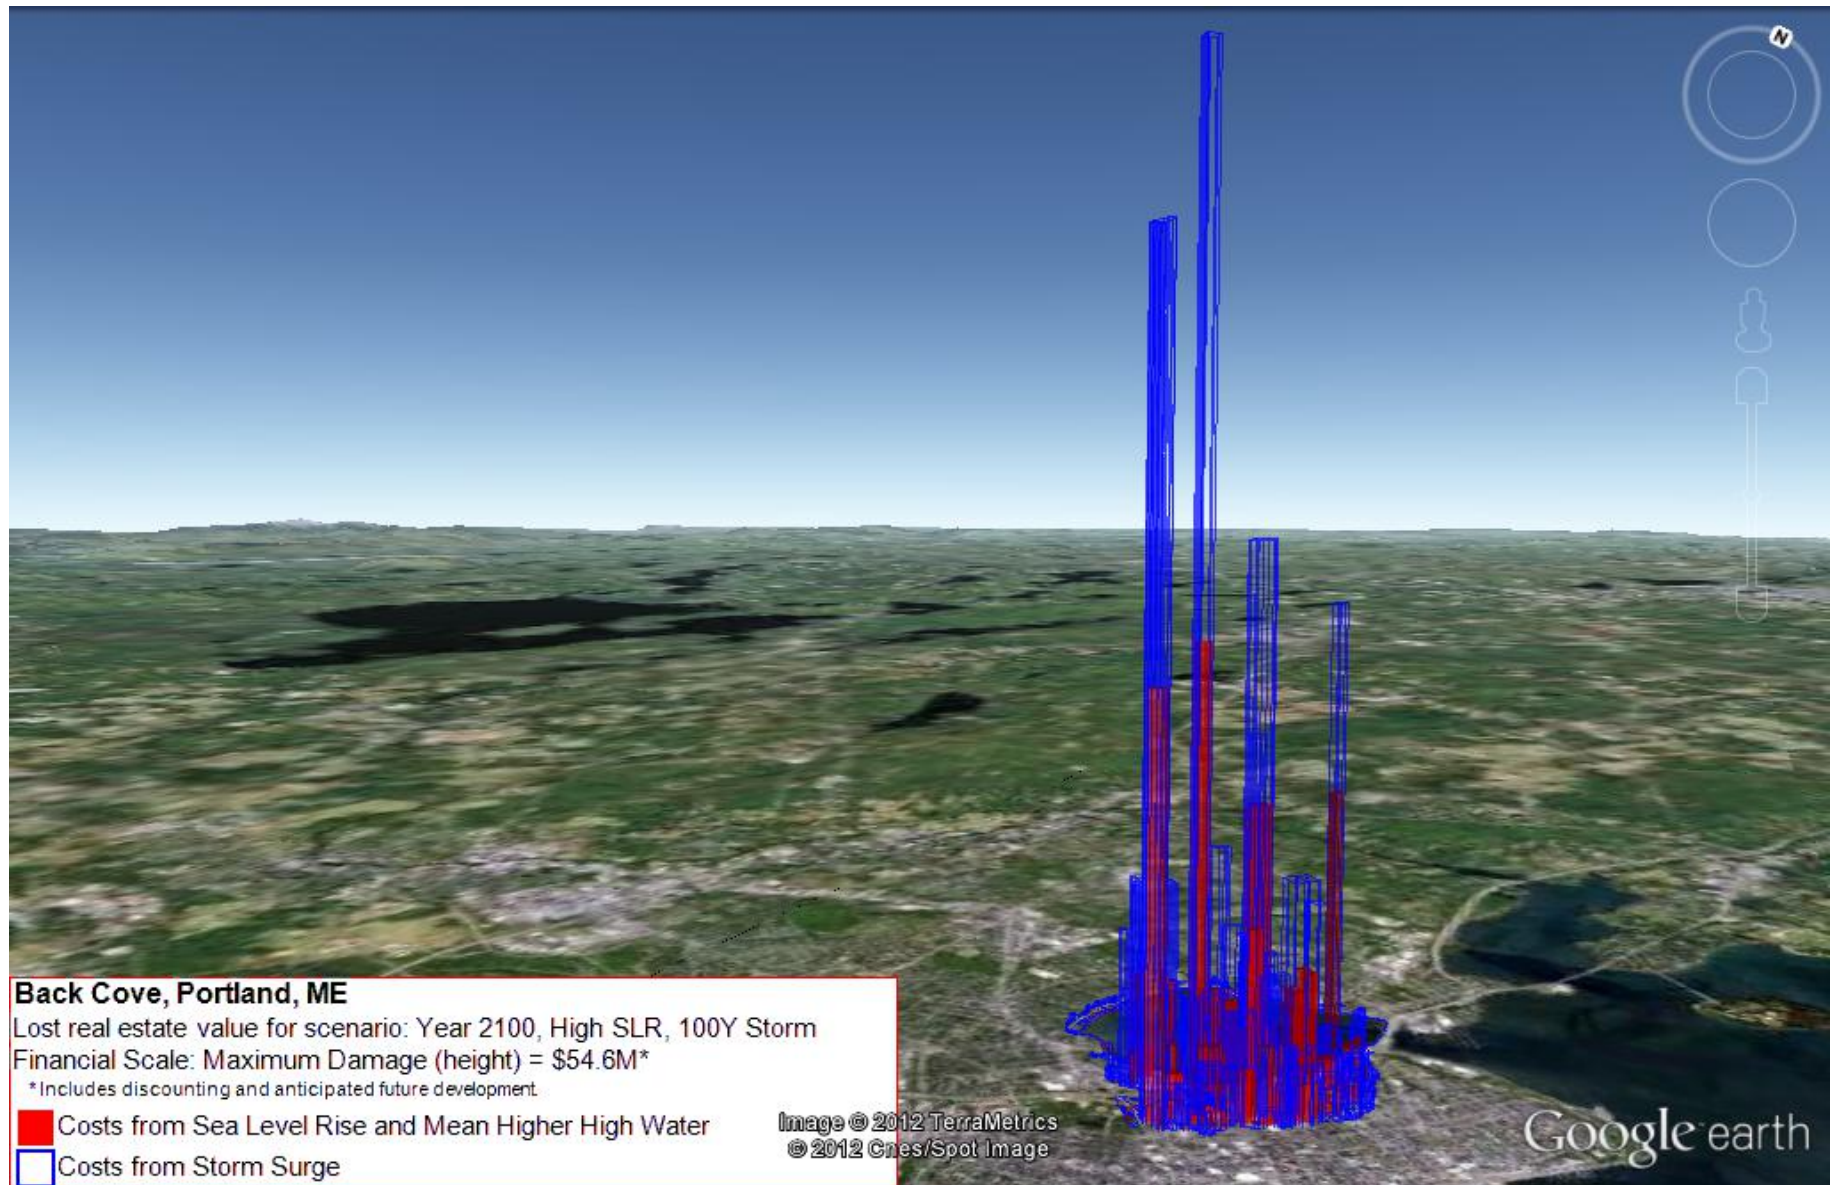 N
Back Cove, Portland, ME
Lost real estate value for scenario: Year 2100, High SLR, 100Y Storm
Financial Scale: Maximum Damage (height) = $54.6M*
*Includes discounting and anticipated future development.
Costs from Sea Level Rise and Mean Higher High Water
Costs from Storm Surge
Image © 2012 TerraMetrics
© 2012 Cnes/Spot Image
Google earth